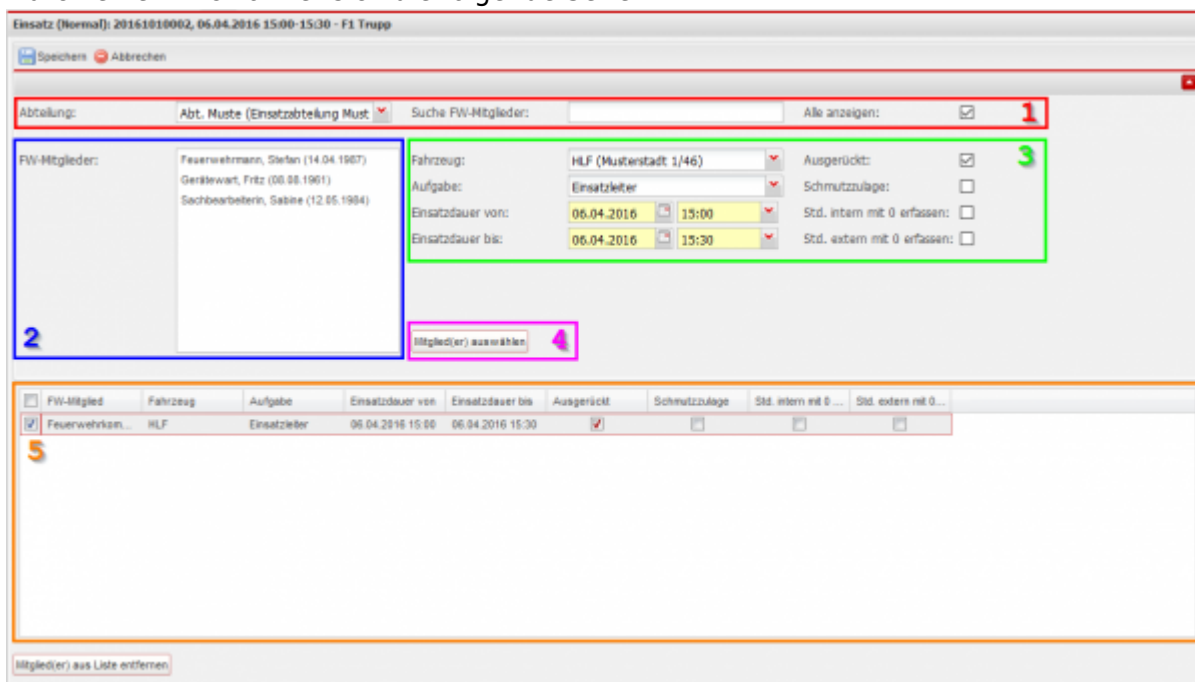 Einsatz (Normal): 20161010002, 06.04.2016 15:00-15:30 - F1 Trupp
Speichern Abbrechen
Abteilung: Abt. Muste (Einsatzabteilung Must Suche FW-Mitglieder: Alle anzeigen: 1
FW-Mitglieder: Feuerwehrmann, Stefan (14.04.1987) Fahrzeug: HLF (Musterstadt 1/46) Ausgerückt: 3
Gerätewart, Fritz (08.08.1961) Aufgabe: Einsatzleiter Schmutzzulage:
Sachbearbeiterin, Sabine (12.05.1984) Einsatzdauer von: 06.04.2016 15:00 Std. intern mit 0 erfassen:
Einsatzdauer bis: 06.04.2016 15:30 Std. extern mit 0 erfassen:
2 Mitglied(er) auswählen 4
FW-Mitglied Fahrzeug Aufgabe Einsatzdauer von Einsatzdauer bis Ausgerückt Schmutzzulage Std. intern mit 0 ... Std. extern mit 0...
Feuerwehrkom... HLF Einsatzleiter 06.04.2016 15:00 06.04.2016 15:30
5
Mitglied(er) aus Liste entfernen